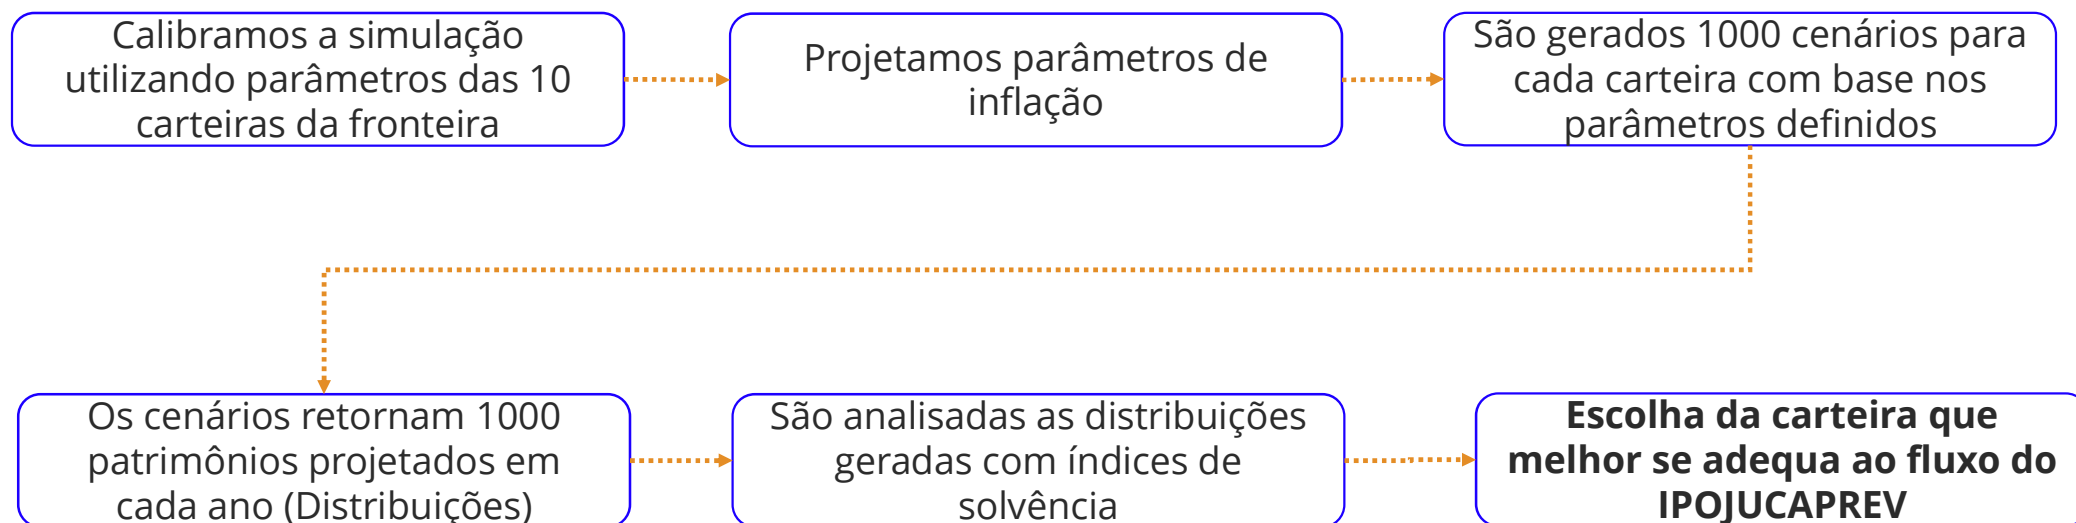 Calibramos a simulação
utilizando parâmetros das 10
carteiras da fronteira
Projetamos parâmetros de
inflação
São gerados 1000 cenários para
cada carteira com base nos
parâmetros definidos
Os cenários retornam 1000
patrimônios projetados em
cada ano (Distribuições)
São analisadas as distribuições
geradas com índices de
solvência
Escolha da carteira que
melhor se adequa ao fluxo do
IPOJUCAPREV